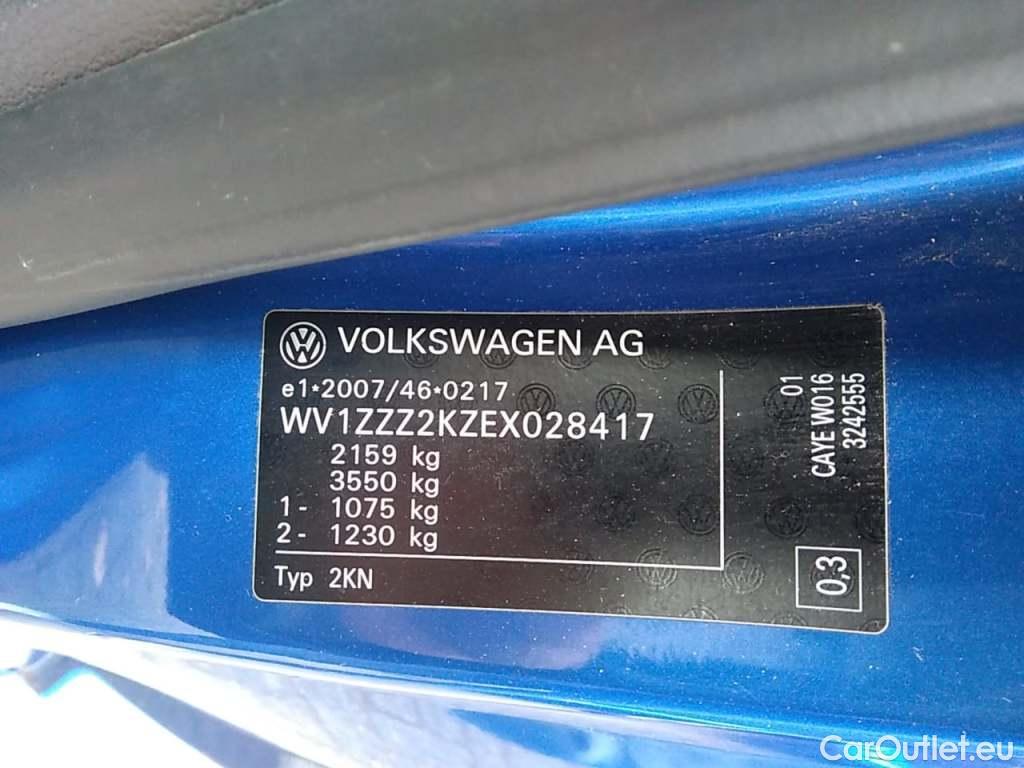 VOLKSWAGEN AG
e1*2007/46*0217
WV1ZZZ2KZEX028417
2159 kg
3550 kg
1- 1075 kg
2- 1230 kg
Typ 2KN
01
CAYE W016
3242555
0,3
CarOutlet.eu